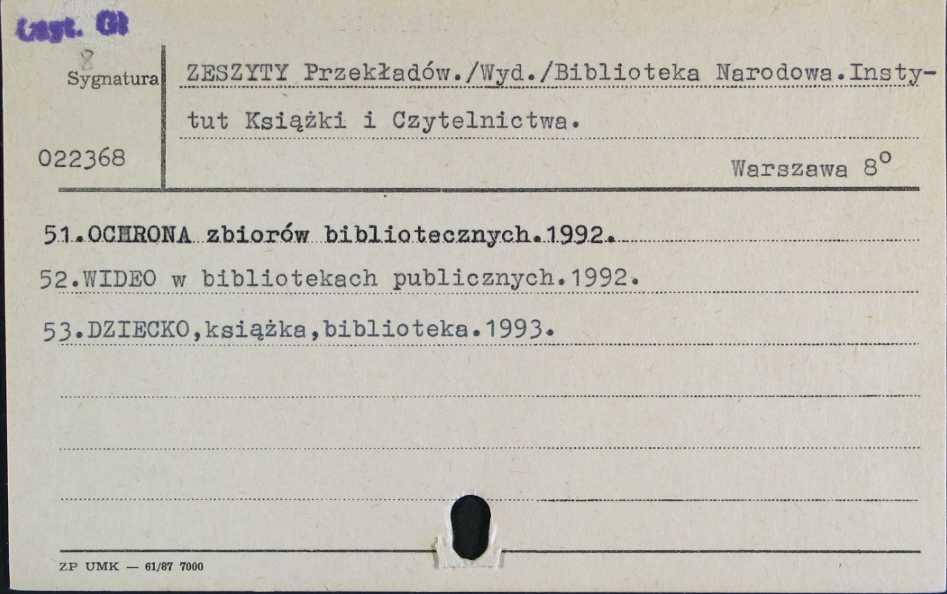 Czyt. Gł
8
Sygnatura
ZESZYTY Przekładów./Wyd./Biblioteka Narodowa.Insty-
tut Książki i Czytelnictwa.
022368
Warszawa 8°
51.OCHRONA zbiorów bibliotecznych.1992.
52.WIDEO w bibliotekach publicznych.1992.
53.DZIECKO,książka,biblioteka.1993.
ZP UMK — 61/87 7000